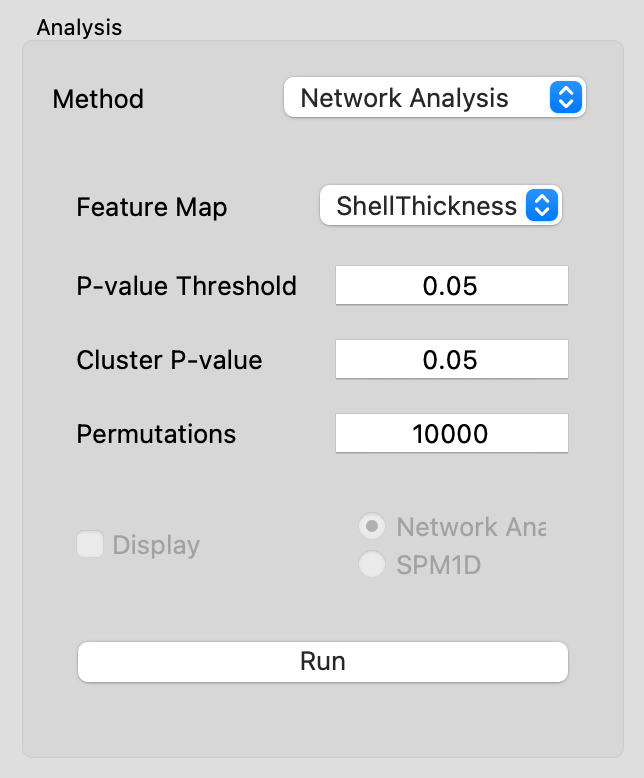 Analysis
Method Network Analysis
Feature Map ShellThickness
P-value Threshold 0.05
Cluster P-value 0.05
Permutations 10000
Display
Network Ana
SPM1D
Run